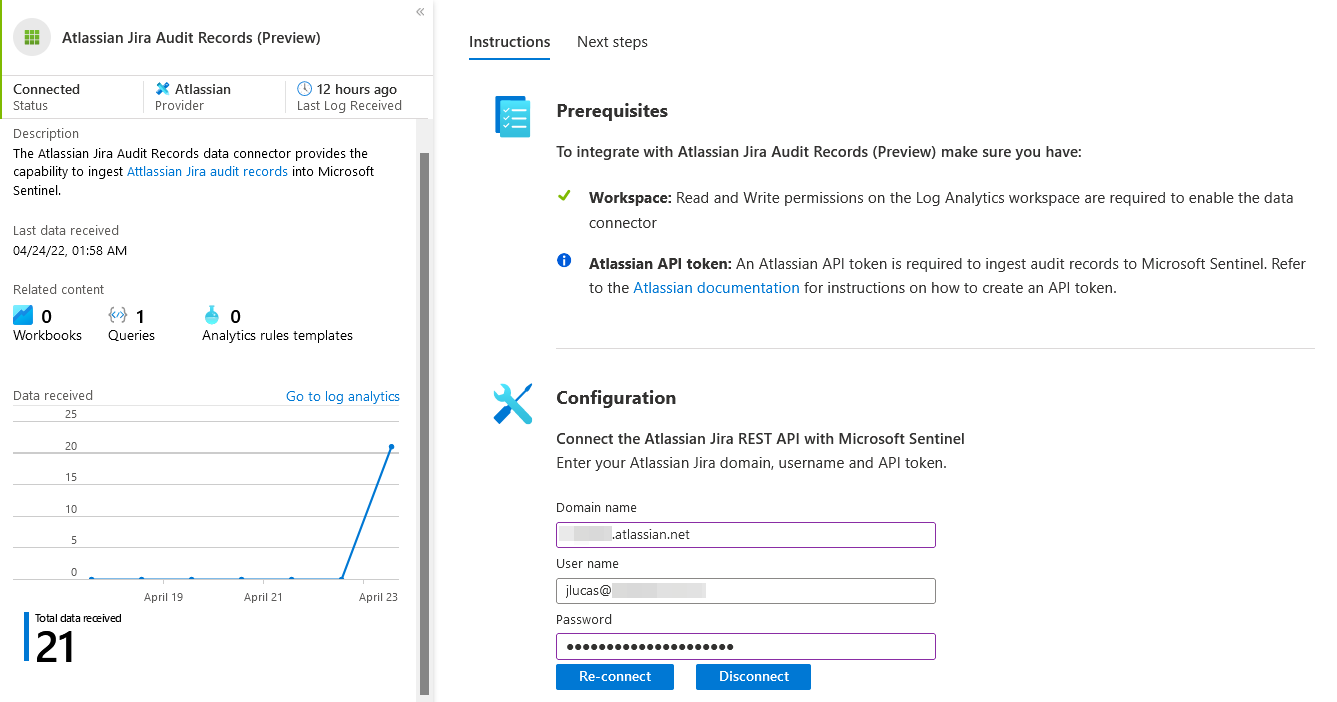 «
Atlassian Jira Audit Records (Preview)
Connected
Status
Atlassian
Provider
12 hours ago
Last Log Received
Description
The Atlassian Jira Audit Records data connector provides the
capability to ingest Attlassian Jira audit records into Microsoft
Sentinel.
Last data received
04/24/22, 01:58 AM
Related content
0
Workbooks
1
Queries
0
Analytics rules templates
Data received
Go to log analytics
25
20
15
10
5
0
April 19
April 21
April 23
Total data received
21
Instructions
Next steps
Prerequisites
To integrate with Atlassian Jira Audit Records (Preview) make sure you have:
Workspace: Read and Write permissions on the Log Analytics workspace are required to enable the data
connector
Atlassian API token: An Atlassian API token is required to ingest audit records to Microsoft Sentinel. Refer
to the Atlassian documentation for instructions on how to create an API token.
Configuration
Connect the Atlassian Jira REST API with Microsoft Sentinel
Enter your Atlassian Jira domain, username and API token.
Domain name
.atlassian.net
User name
jlucas@
Password
●●●●●●●●●●●●●●●●●●●●●
Re-connect
Disconnect